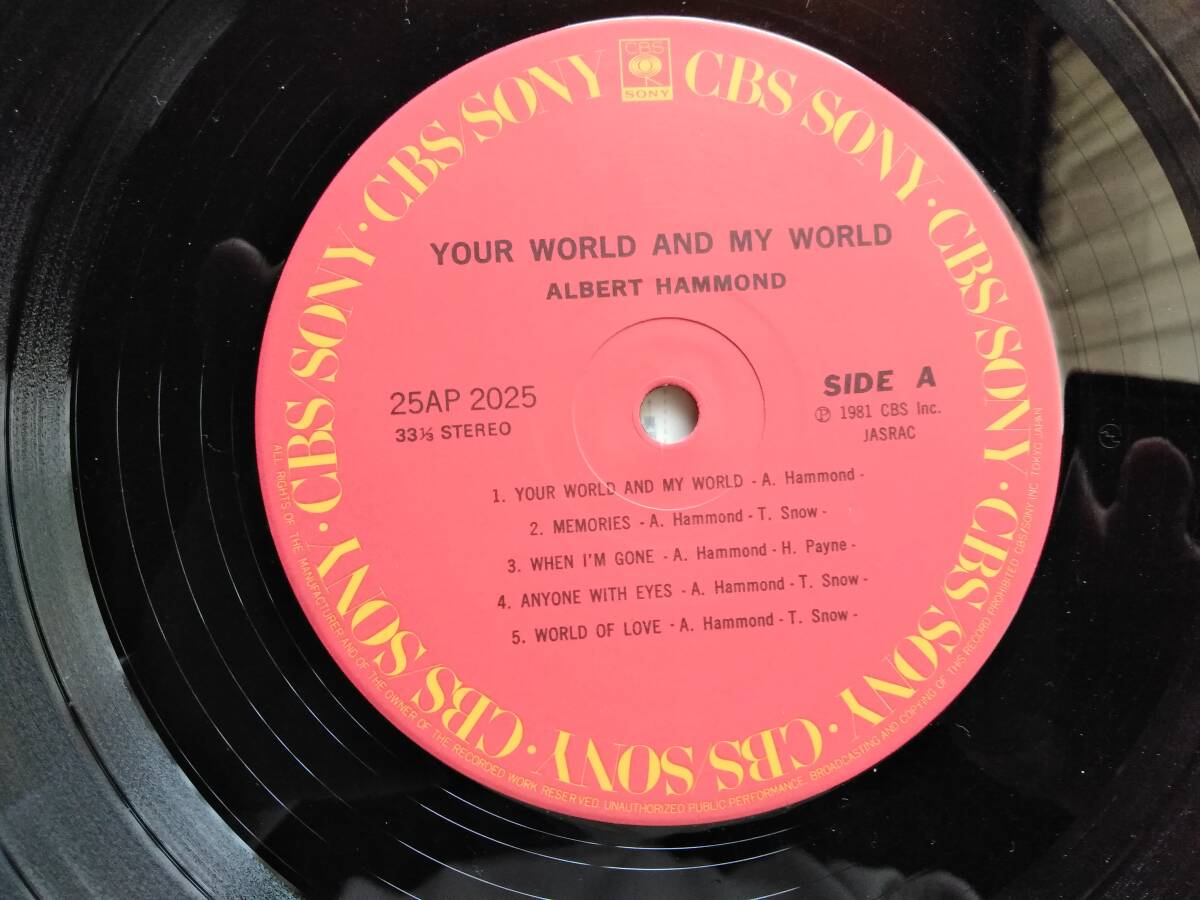 CBS
SONY
CBS/SONY · CBS/SONY · CBS/SONY · CBS/SONY · CBS/SONY · CBS/SONY · CBS/SONY · CBS/SONY · CBS/SONY
YOUR WORLD AND MY WORLD
ALBERT HAMMOND
25AP 2025
33⅓ STEREO
SIDE A
Ⓟ 1981 CBS Inc.
JASRAC
1. YOUR WORLD AND MY WORLD - A. Hammond -
2. MEMORIES - A. Hammond - T. Snow -
3. WHEN I'M GONE - A. Hammond - H. Payne -
4. ANYONE WITH EYES - A. Hammond - T. Snow -
5. WORLD OF LOVE - A. Hammond - T. Snow -
ALL RIGHTS OF THE MANUFACTURER AND OF THE OWNER OF THE RECORDED WORK RESERVED. UNAUTHORIZED PUBLIC PERFORMANCE. BROADCASTING AND COPYING OF THIS RECORD PROHIBITED CBS/SONY INC. TOKYO JAPAN